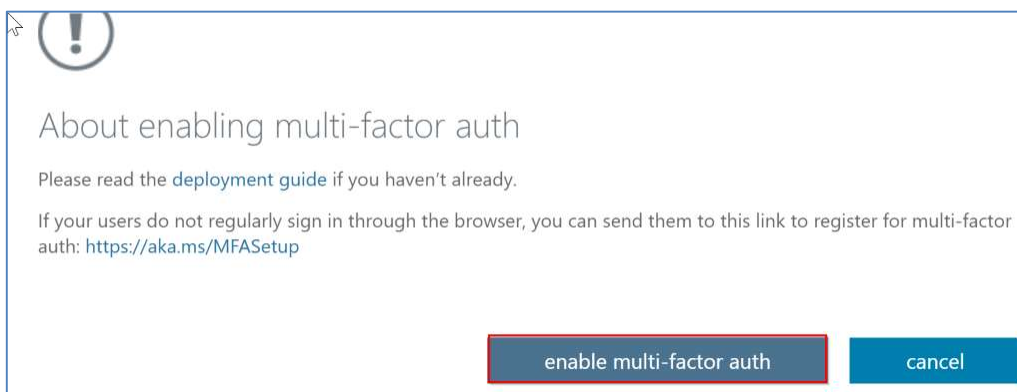 About enabling multi-factor auth
Please read the deployment guide if you haven't already.
If your users do not regularly sign in through the browser, you can send them to this link to register for multi-factor
auth: https://aka.ms/MFASetup
enable multi-factor auth
cancel